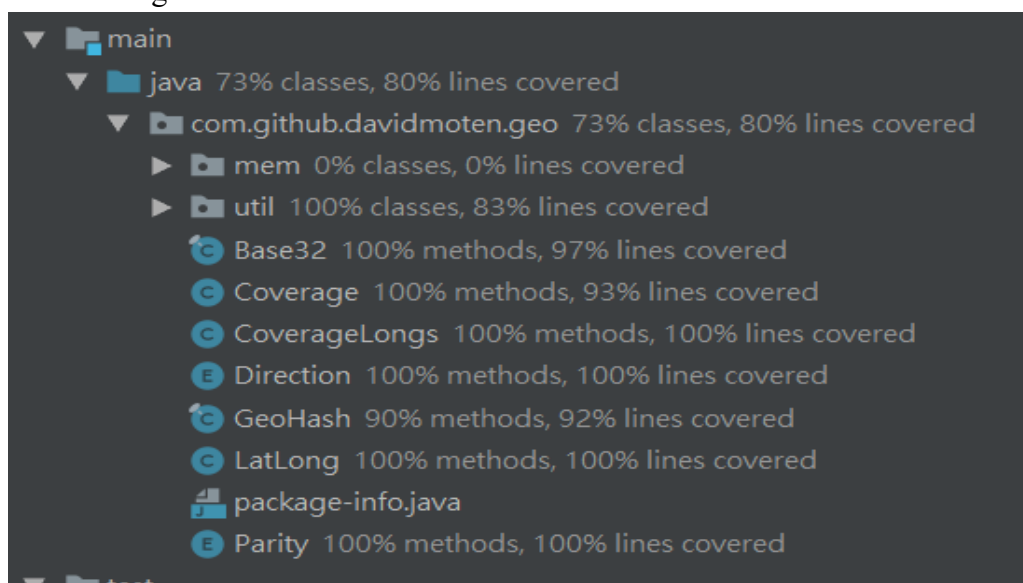 main
java 73% classes, 80% lines covered
com.github.davidmoten.geo 73% classes, 80% lines covered
mem 0% classes, 0% lines covered
util 100% classes, 83% lines covered
Base32 100% methods, 97% lines covered
Coverage 100% methods, 93% lines covered
CoverageLongs 100% methods, 100% lines covered
Direction 100% methods, 100% lines covered
GeoHash 90% methods, 92% lines covered
LatLong 100% methods, 100% lines covered
package-info.java
Parity 100% methods, 100% lines covered